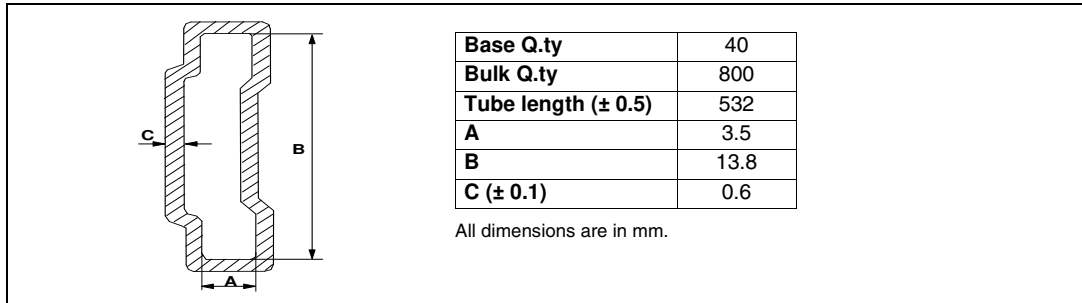 C
B
A
Base Q.ty 40
Bulk Q.ty 800
Tube length (± 0.5) 532
A 3.5
B 13.8
C (± 0.1) 0.6
All dimensions are in mm.